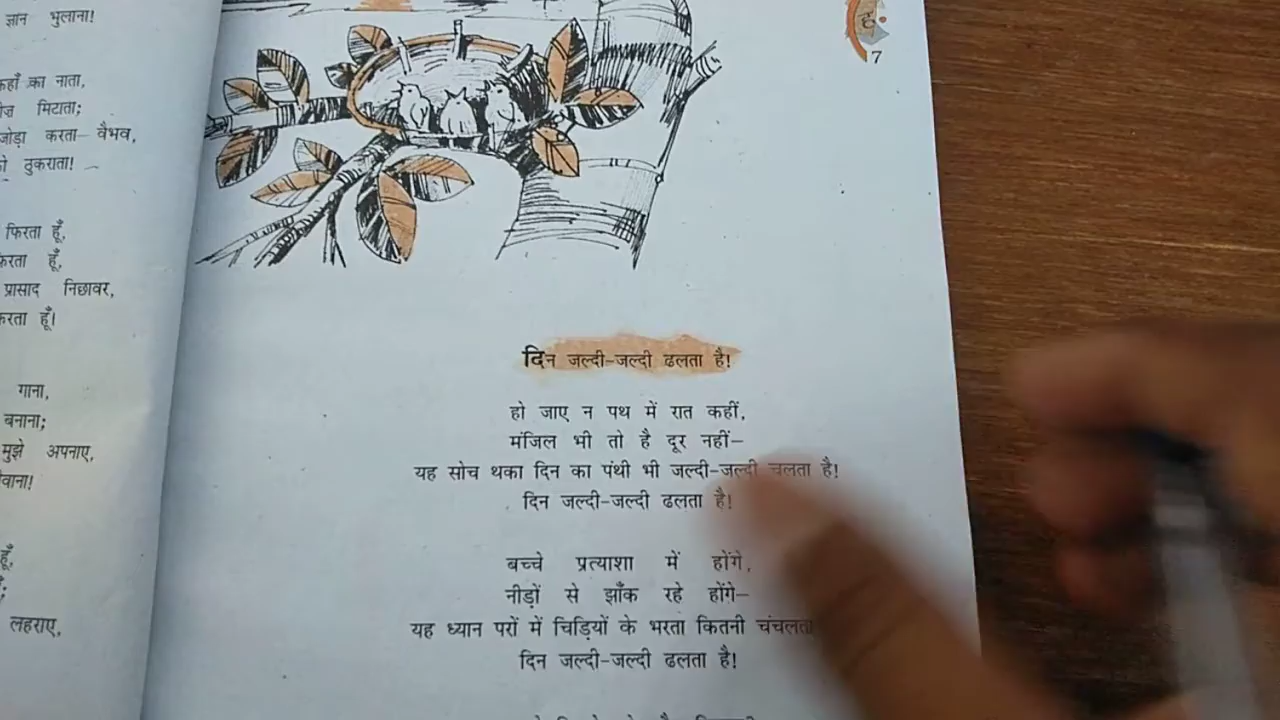 ज्ञान भुलाना!
कहाँ का नाता,
मिटाता;
जोड़ा करता– वैभव,
ठुकराता!
फिरता हूँ,
फिरता हूँ,
प्रासाद निछावर,
करता हूँ।
गाना,
बनाना;
मुझे अपनाए,
हूँ,
लहराए,
7
दिन जल्दी-जल्दी ढलता है!
हो जाए न पथ में रात कहीं,
मंजिल भी तो है दूर नहीं–
यह सोच थका दिन का पंथी भी जल्दी-जल्दी चलता है!
दिन जल्दी-जल्दी ढलता है!
बच्चे प्रत्याशा में होंगे,
नीड़ों से झाँक रहे होंगे–
यह ध्यान परों में चिड़ियों के भरता कितनी चंचलता
दिन जल्दी-जल्दी ढलता है!